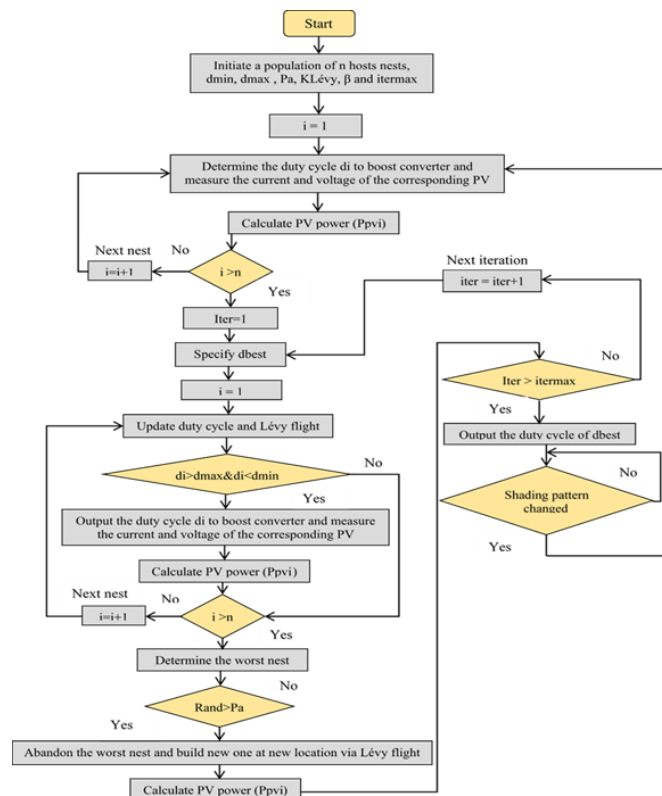 Start
Initiate a population of n hosts nests,
dmin, dmax , Pa, KLévy, β and itermax
i = 1
Determine the duty cycle di to boost converter and
measure the current and voltage of the corresponding PV
Calculate PV power (Ppvi)
Next nest
No
i=i+1
i >n
Yes
Iter=1
Specify dbest
i = 1
Update duty cycle and Lévy flight
di>dmax&di<dmin
No
Yes
Output the duty cycle di to boost converter and measure
the current and voltage of the corresponding PV
Calculate PV power (Ppvi)
Next nest
No
i=i+1
i >n
Yes
Determine the worst nest
No
Rand>Pa
Yes
Abandon the worst nest and build new one at new location via Lévy flight
Calculate PV power (Ppvi)
Next iteration
iter = iter+1
No
Iter > itermax
Yes
Output the duty cycle of dbest
No
Shading pattern
changed
Yes